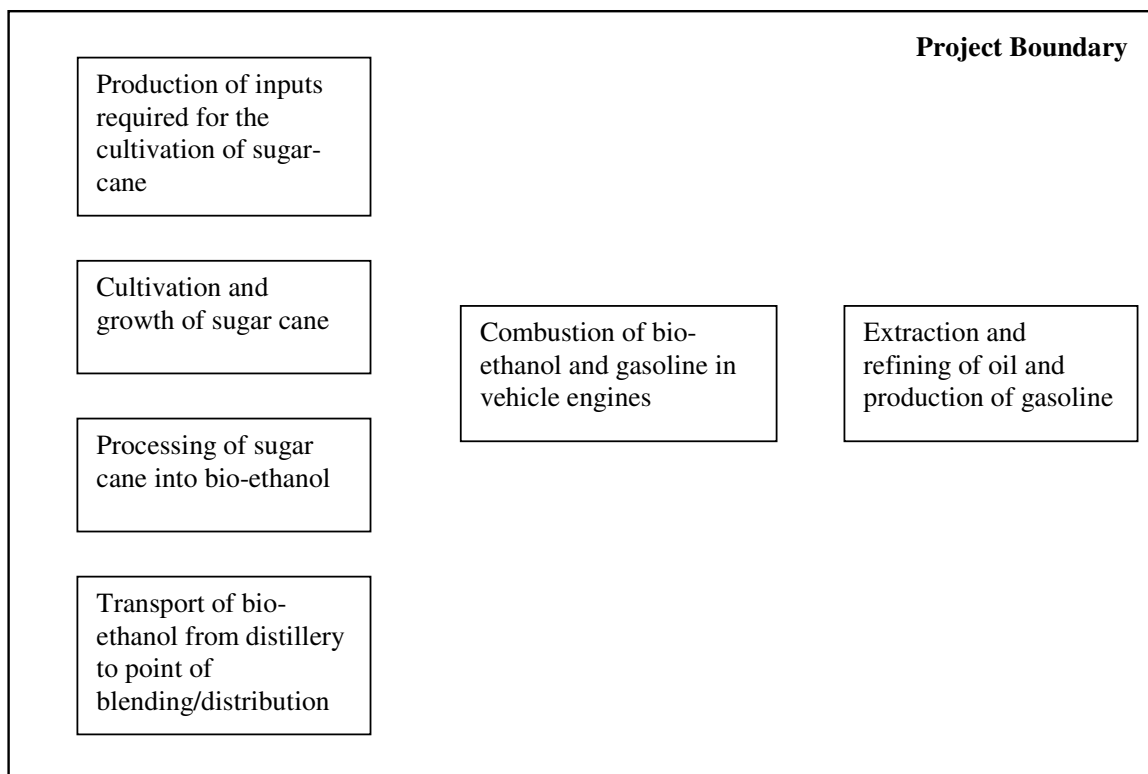 Project Boundary
Production of inputs
required for the
cultivation of sugar-
cane
Cultivation and
growth of sugar cane
Processing of sugar
cane into bio-ethanol
Transport of bio-
ethanol from distillery
to point of
blending/distribution
Combustion of bio-
ethanol and gasoline in
vehicle engines
Extraction and
refining of oil and
production of gasoline